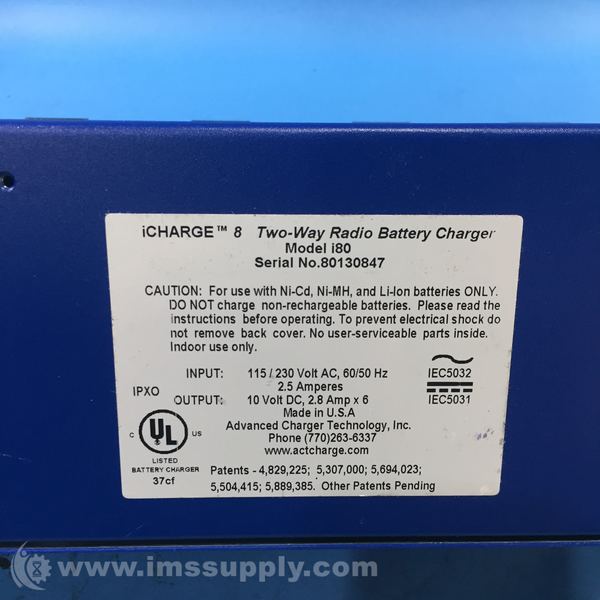 iCHARGE™ 8 Two-Way Radio Battery Charger
Model i80
Serial No.80130847
CAUTION: For use with Ni-Cd, Ni-MH, and Li-Ion batteries ONLY.
DO NOT charge non-rechargeable batteries. Please read the
instructions before operating. To prevent electrical shock do
not remove back cover. No user-serviceable parts inside.
Indoor use only.
INPUT: 115 / 230 Volt AC, 60/50 Hz IEC5032
2.5 Amperes
IPXO
OUTPUT: 10 Volt DC, 2.8 Amp x 6 IEC5031
Made in U.S.A
Advanced Charger Technology, Inc.
Phone (770)263-6337
www.actcharge.com
C UL US
LISTED
BATTERY CHARGER
37cf
Patents - 4,829,225; 5,307,000; 5,694,023;
5,504,415; 5,889,385. Other Patents Pending
www.imssupply.com